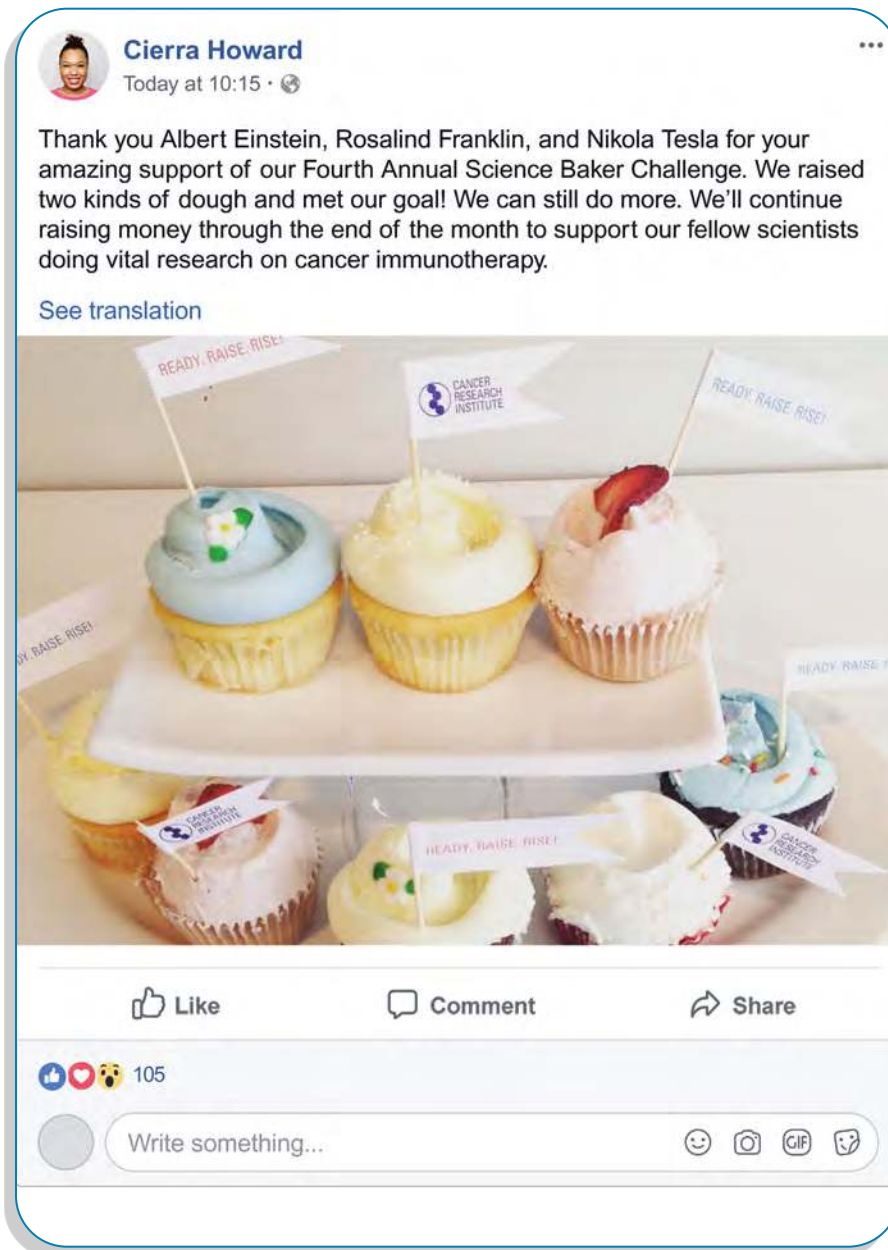 Cierra Howard
Today at 10:15 ·
Thank you Albert Einstein, Rosalind Franklin, and Nikola Tesla for your
amazing support of our Fourth Annual Science Baker Challenge. We raised
two kinds of dough and met our goal! We can still do more. We’ll continue
raising money through the end of the month to support our fellow scientists
doing vital research on cancer immunotherapy.
See translation
READY. RAISE. RISE!
CANCER
RESEARCH
INSTITUTE
READY. RAISE. RISE!
RAISE. RISE!
READY. RAISE.
CANCER
RESEARCH
INSTITUTE
READY. RAISE. RISE!
CANCER
RESEARCH
INSTITUTE
Like
Comment
Share
105
Write something...
GIF